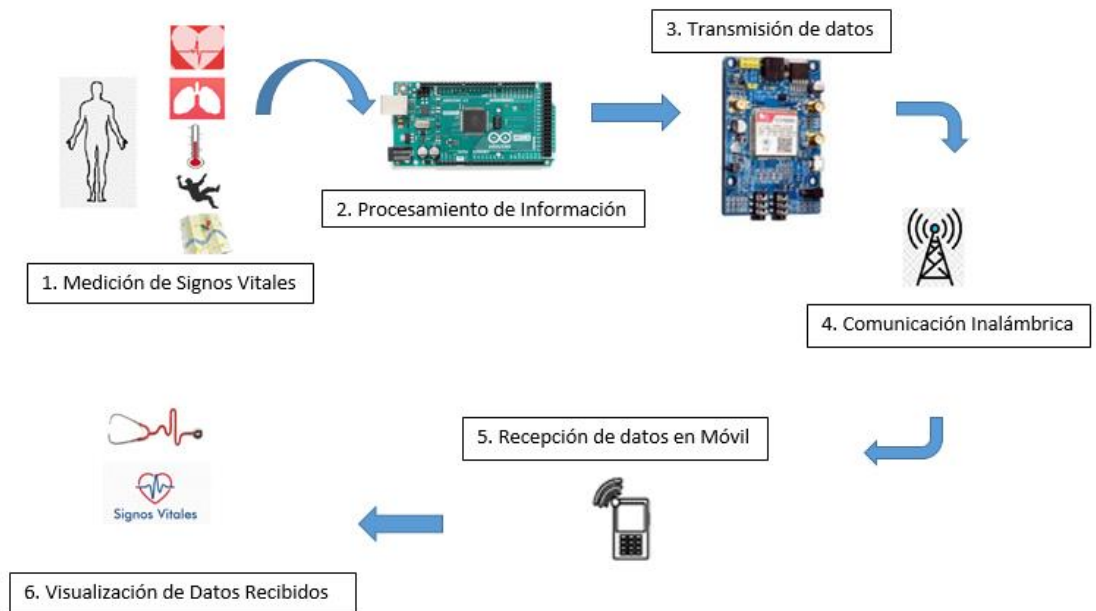 3. Transmisión de datos
2. Procesamiento de Información
1. Medición de Signos Vitales
4. Comunicación Inalámbrica
5. Recepción de datos en Móvil
Signos Vitales
6. Visualización de Datos Recibidos